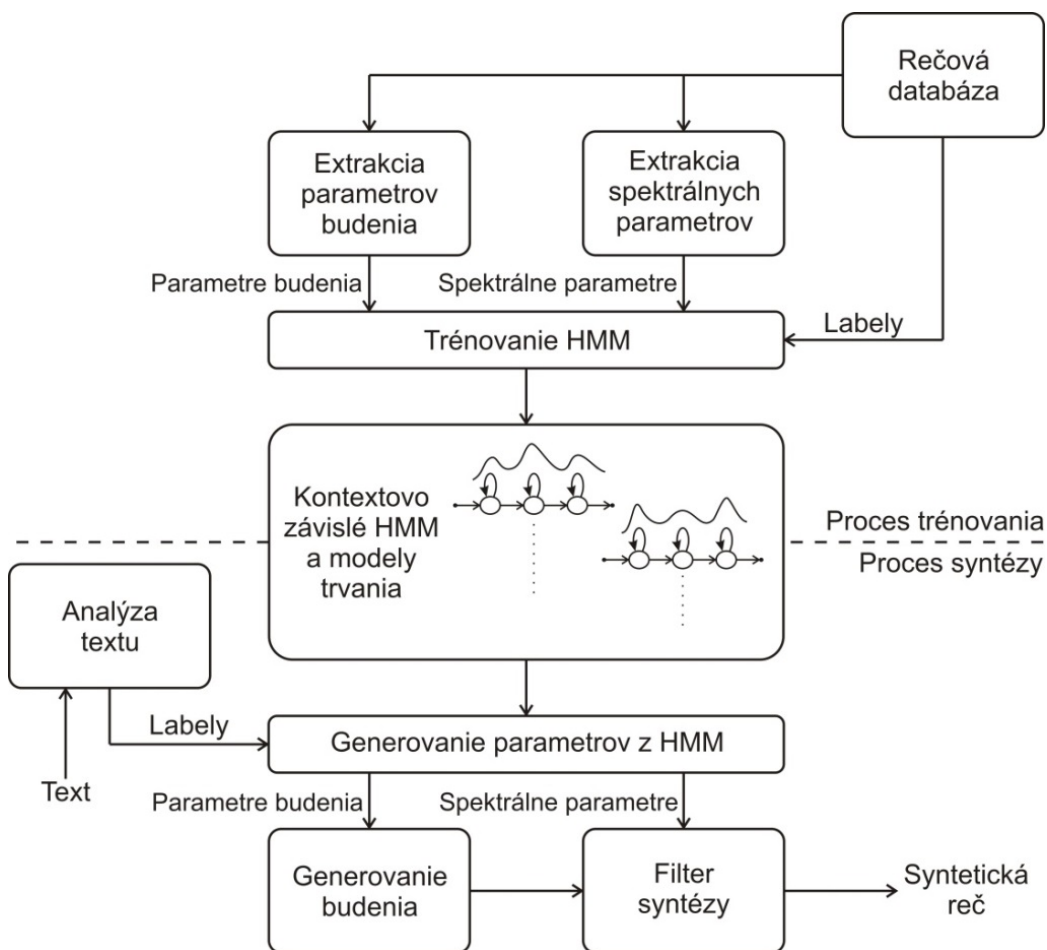 Rečová
databáza
Extrakcia
parametrov
budenia
Extrakcia
spektrálnych
parametrov
Parametre budenia
Spektrálne parametre
Labely
Trénovanie HMM
Kontextovo
závislé HMM
a modely
trvania
Proces trénovania
Proces syntézy
Analýza
textu
Labely
Text
Generovanie parametrov z HMM
Parametre budenia
Spektrálne parametre
Generovanie
budenia
Filter
syntézy
Syntetická
reč